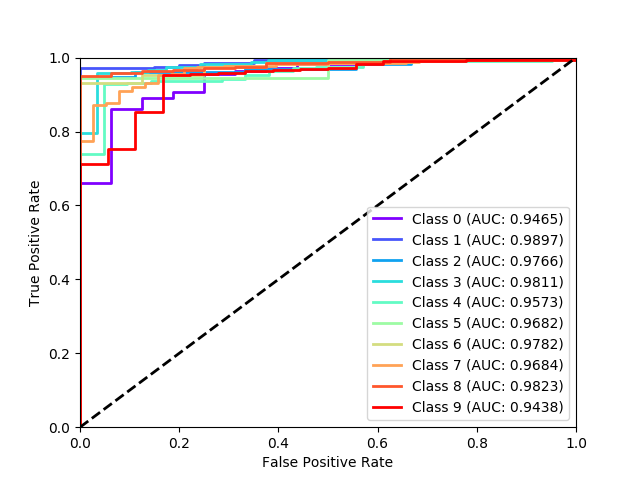 1.0
0.8
0.6
0.4
0.2
0.0
True Positive Rate
0.0 0.2 0.4 0.6 0.8 1.0
False Positive Rate
Class 0 (AUC: 0.9465)
Class 1 (AUC: 0.9897)
Class 2 (AUC: 0.9766)
Class 3 (AUC: 0.9811)
Class 4 (AUC: 0.9573)
Class 5 (AUC: 0.9682)
Class 6 (AUC: 0.9782)
Class 7 (AUC: 0.9684)
Class 8 (AUC: 0.9823)
Class 9 (AUC: 0.9438)